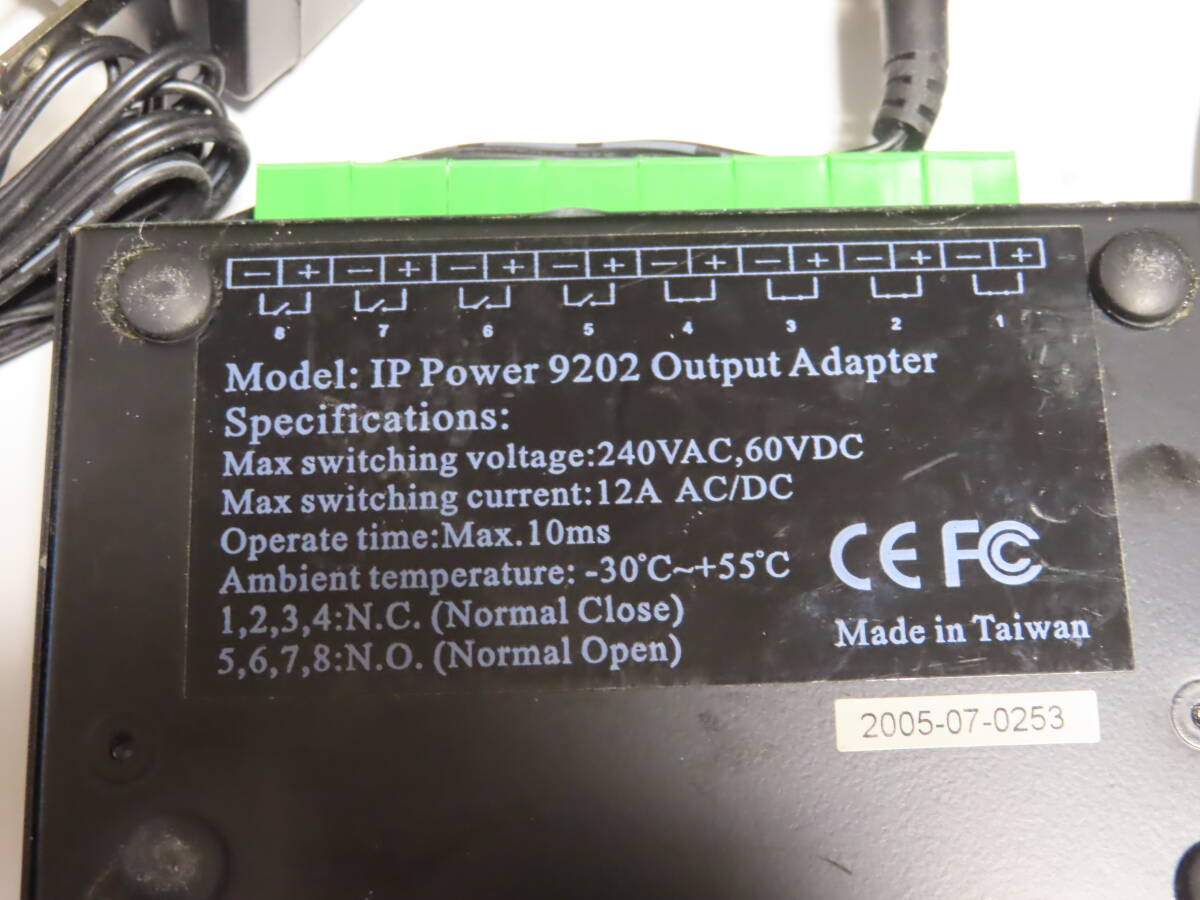 − + − + − + − + − + − + − + − +
8 7 6 5 4 3 2 1
Model: IP Power 9202 Output Adapter
Specifications:
Max switching voltage:240VAC,60VDC
Max switching current:12A AC/DC
Operate time:Max.10ms
Ambient temperature: -30°C~+55°C
1,2,3,4:N.C. (Normal Close)
5,6,7,8:N.O. (Normal Open)
CE FC
Made in Taiwan
2005-07-0253